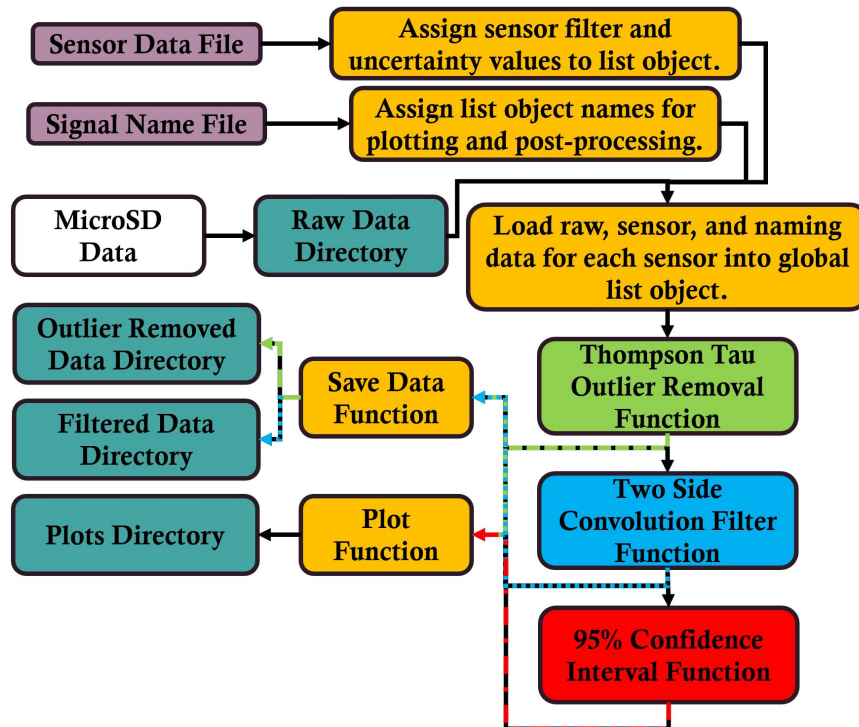 Sensor Data File
Assign sensor filter and
uncertainty values to list object.
Signal Name File
Assign list object names for
plotting and post-processing.
MicroSD
Data
Raw Data
Directory
Load raw, sensor, and naming
data for each sensor into global
list object.
Outlier Removed
Data Directory
Save Data
Function
Thompson Tau
Outlier Removal
Function
Filtered Data
Directory
Two Side
Convolution Filter
Function
Plots Directory
Plot
Function
95% Confidence
Interval Function